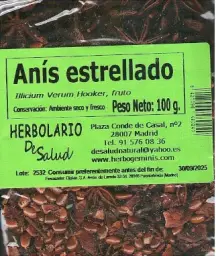 Anís estrellado
Illicium Verum Hooker, fruto
Conservación: Ambiente seco y fresco Peso Neto: 100 g.
HERBOLARIO
De
Salud
Plaza Conde de Casal, nº2
28007 Madrid
Tel. 91 576 08 36
desaludnatural@yahoo.es
www.herbogeminis.com
Lote: 2532 Consuma preferentemente antes del fin de: 30/09/2025